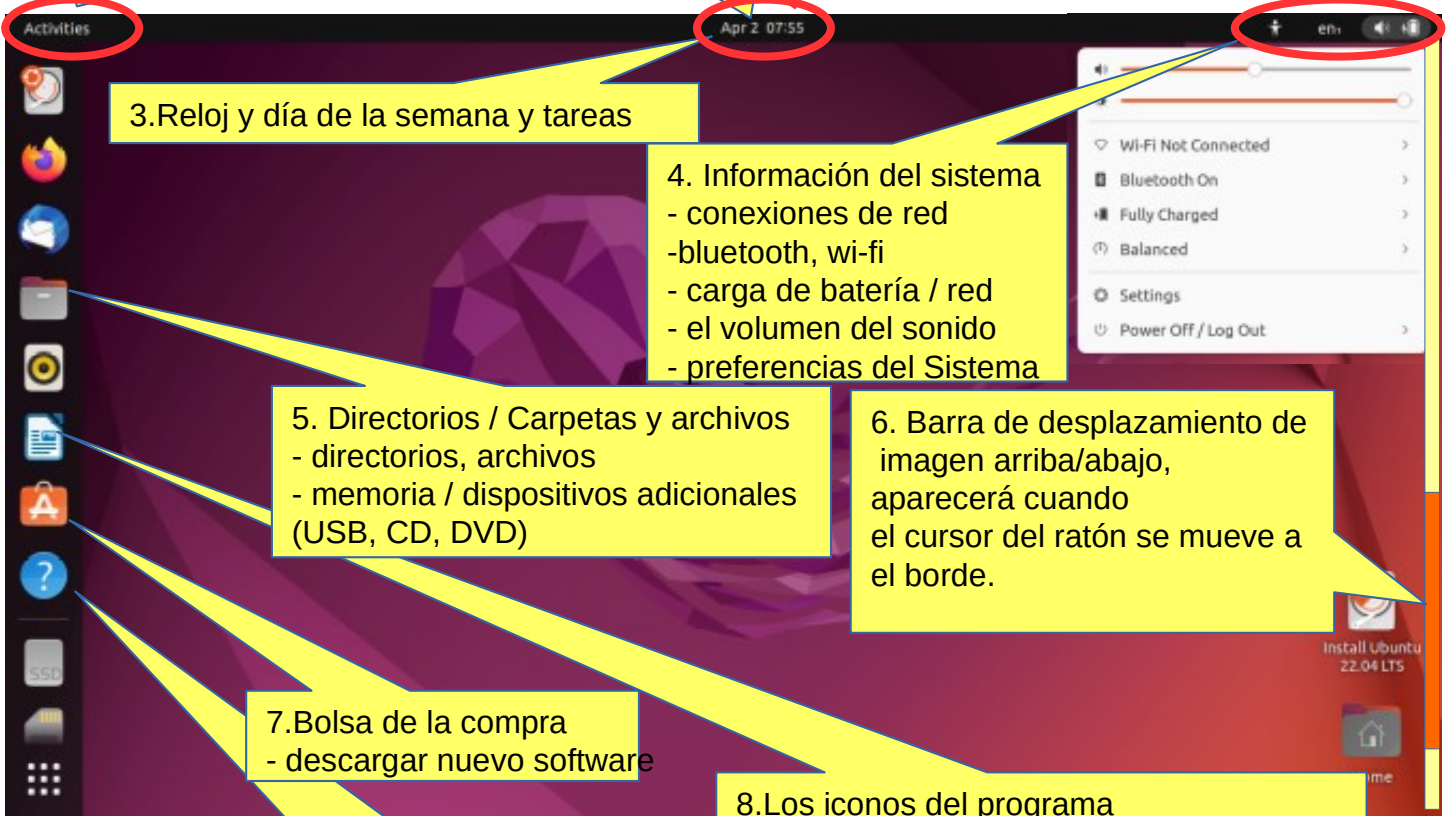 Activities
Apr 2 07:55
en₁
3.Reloj y día de la semana y tareas
4. Información del sistema
- conexiones de red
-bluetooth, wi-fi
- carga de batería / red
- el volumen del sonido
- preferencias del Sistema
Wi-Fi Not Connected
Bluetooth On
Fully Charged
Balanced
Settings
Power Off / Log Out
5. Directorios / Carpetas y archivos
- directorios, archivos
- memoria / dispositivos adicionales
(USB, CD, DVD)
6. Barra de desplazamiento de
imagen arriba/abajo,
aparecerá cuando
el cursor del ratón se mueve a
el borde.
Install Ubuntu
22.04 LTS
SSD
7.Bolsa de la compra
- descargar nuevo software
8.Los iconos del programa